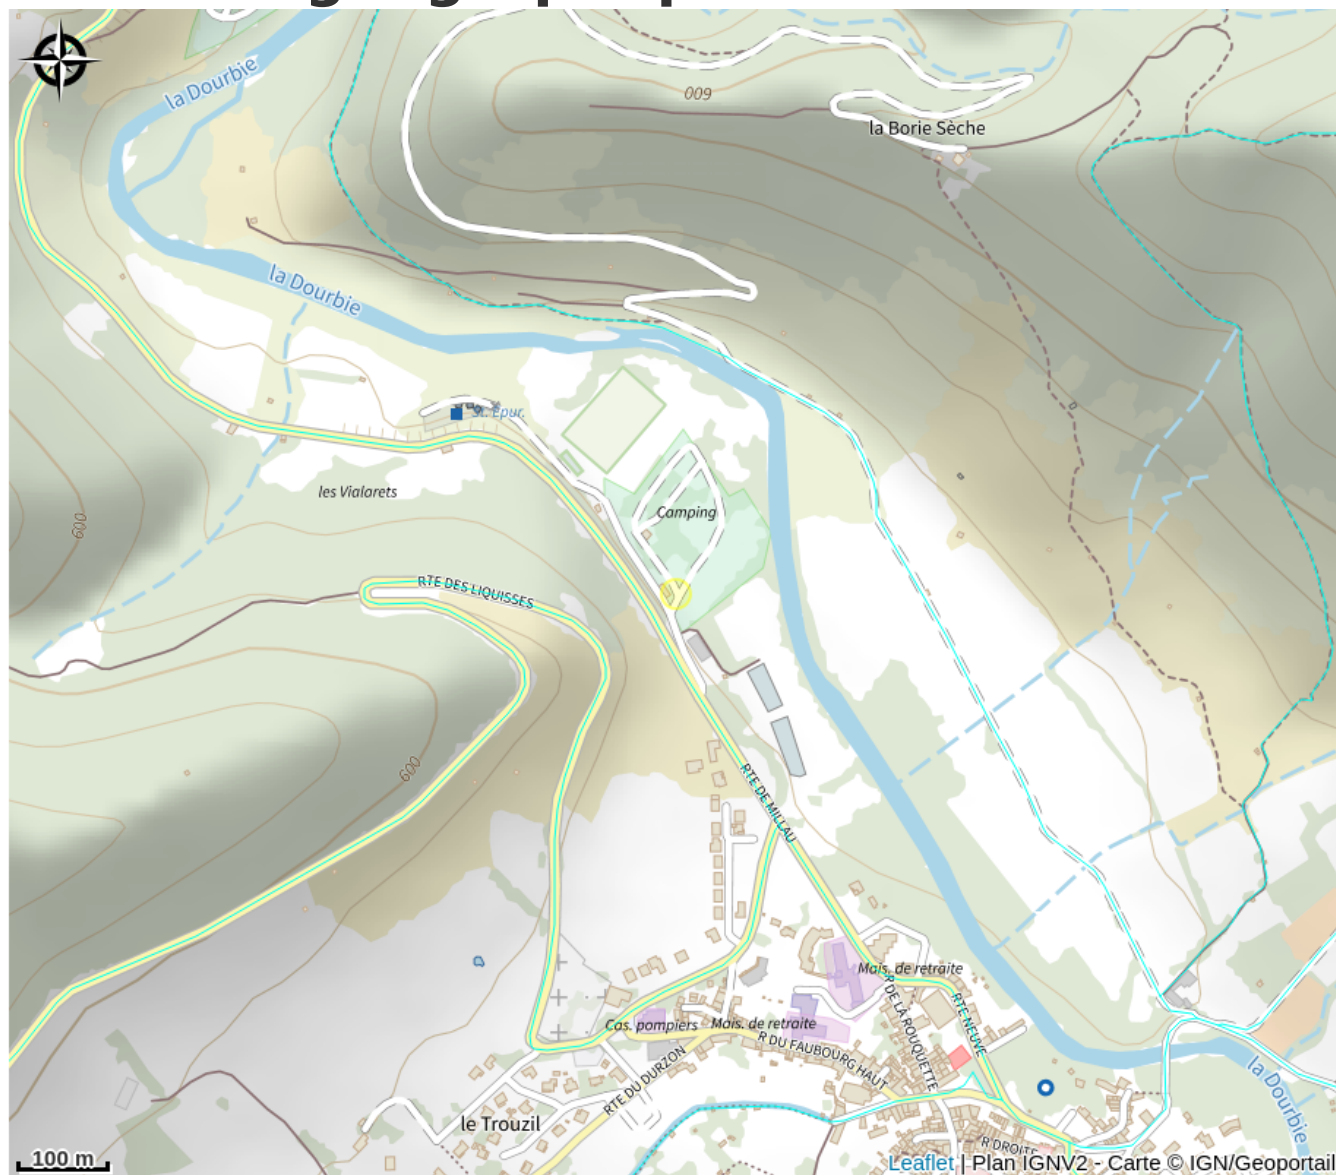 la Dourbie
009
la Borie Sèche
la Dourbie
St. Epur.
les Vialarets
Camping
600
RTE DES LIQUISSES
600
RTE DE MILLAU
Mais. de retraite
R DE LA ROUQUETTE
RTE NEUVE
Cas. pompiers
Mais. de retraite
R DU FAUBOURG HAUT
RTE DU DURZON
la Dourbie
le Trouzil
R DROITE
100 m
Leaflet | Plan IGNV2 - Carte © IGN/Geoportail